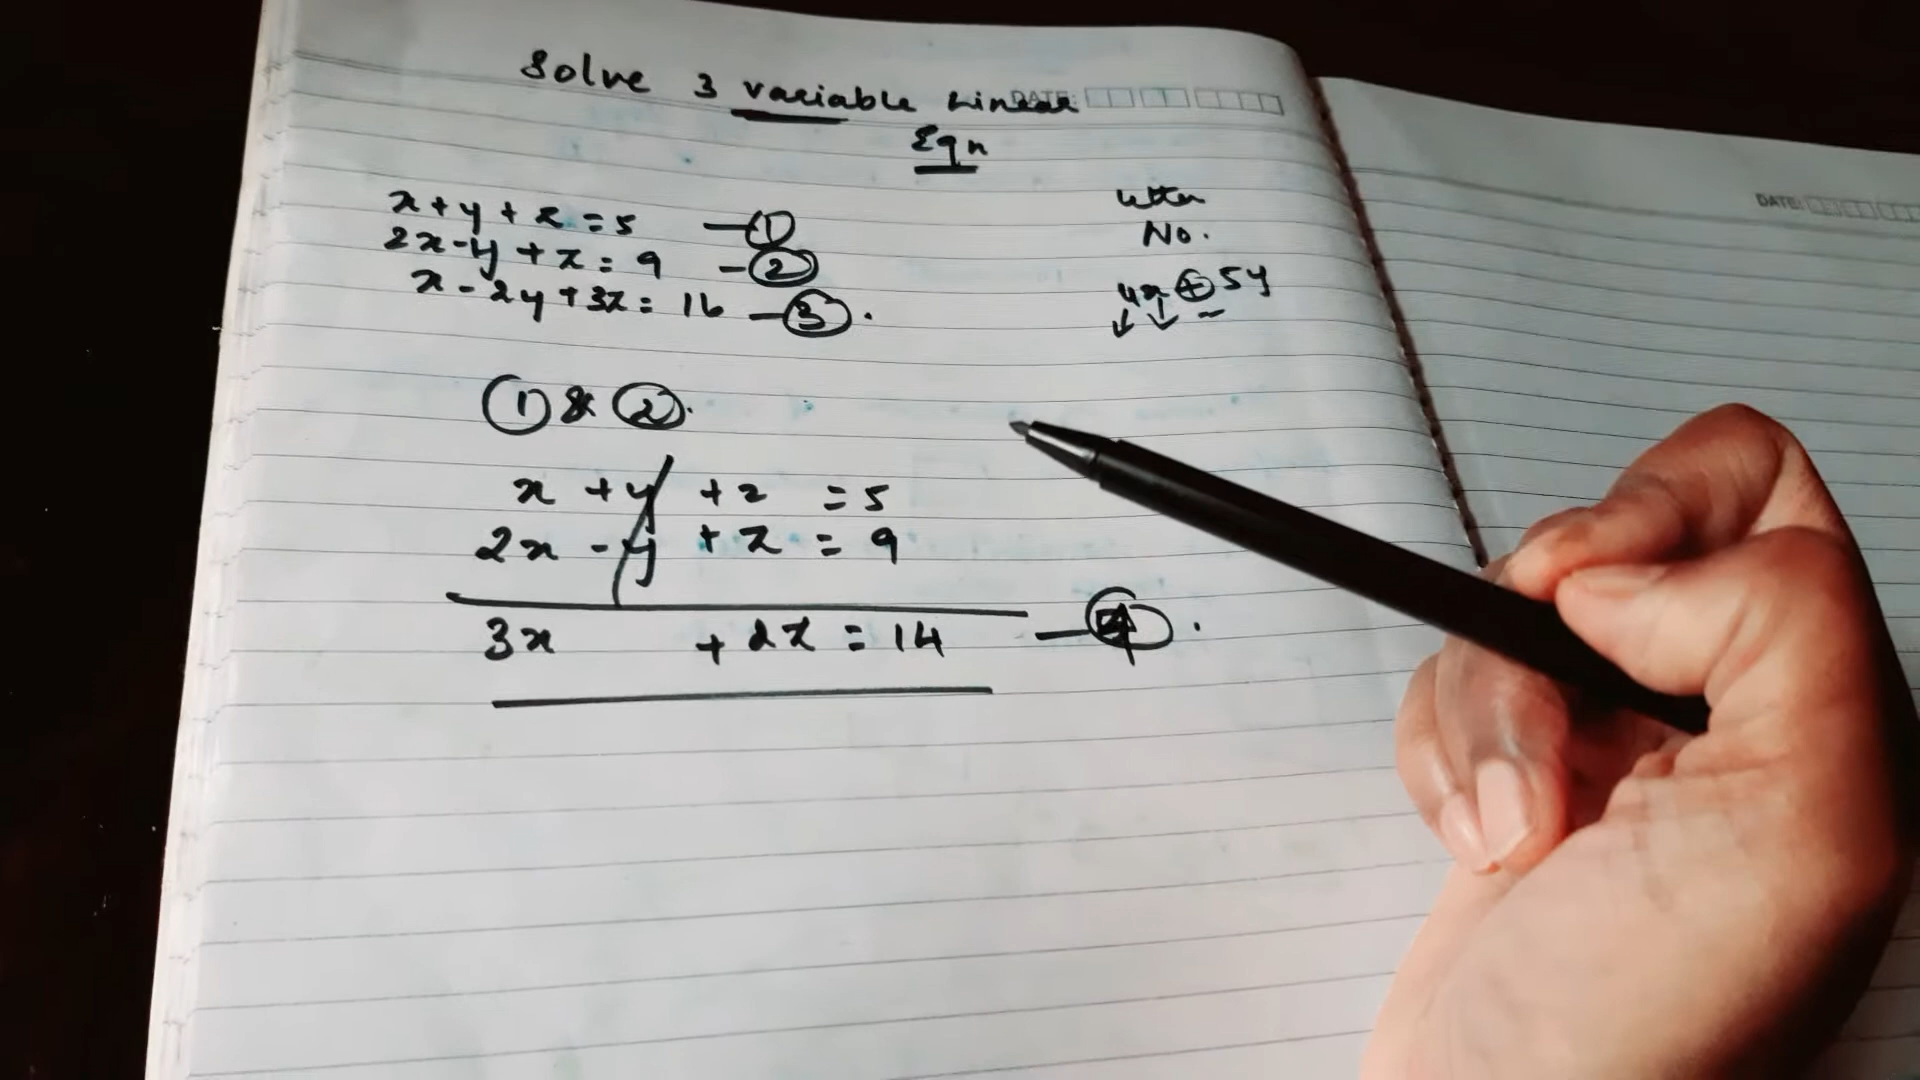 Solve 3 variable Linear
DATE:
Eqn
x + y + z = 5 — ①
2x - y + z = 9 — ②
x - 2y + 3z = 16 — ③.
No.
4x ⊕ 5y
① & ②.
x + y + z = 5
2x - y + z = 9
3x + 2z = 14 — ④.
DATE: